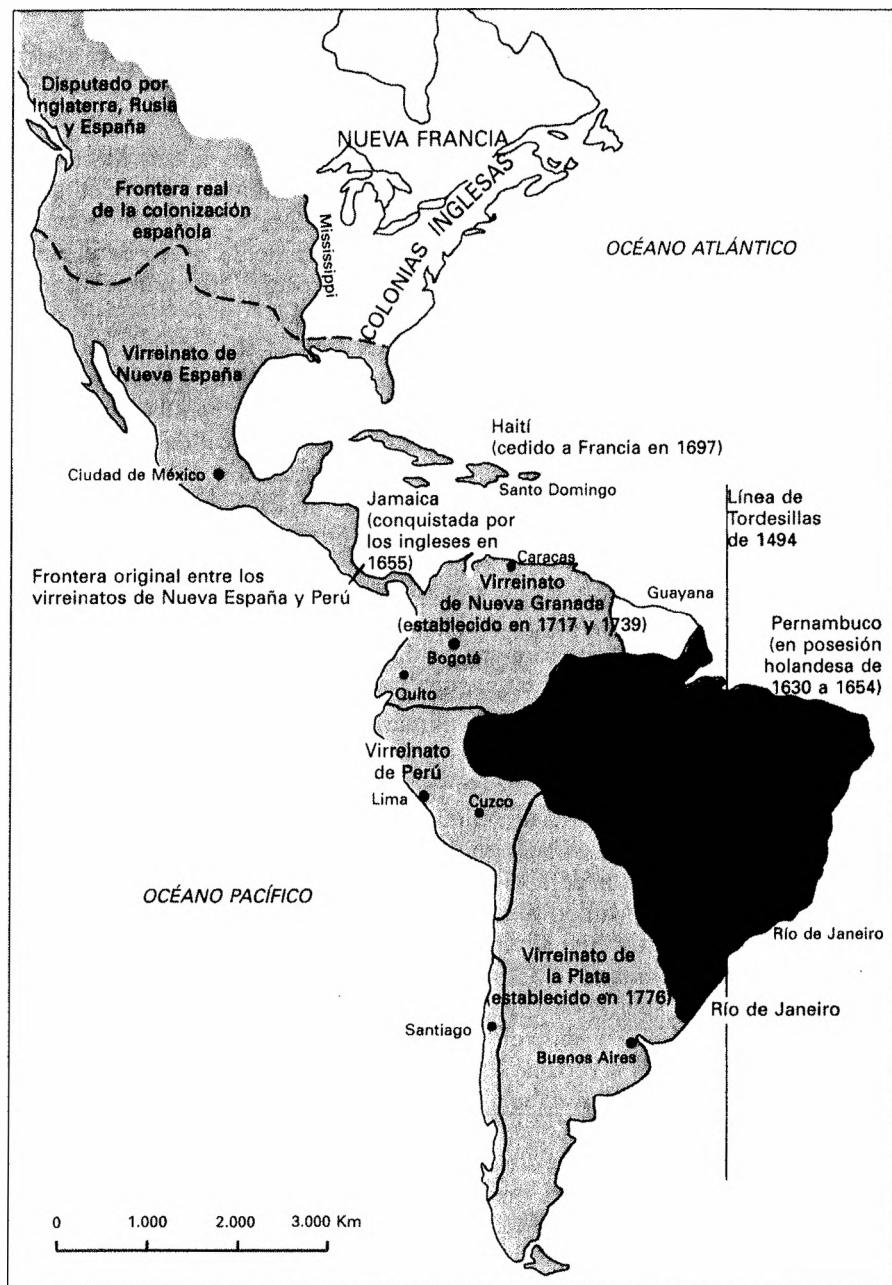 Disputado por
Inglaterra, Rusia
y España
NUEVA FRANCIA
Frontera real
de la colonización
española
Mississippi
COLONIAS INGLESAS
OCÉANO ATLÁNTICO
Virreinato de
Nueva España
Haití
(cedido a Francia en 1697)
Ciudad de México
Santo Domingo
Jamaica
(conquistada por
los ingleses en
1655)
Línea de
Tordesillas
de 1494
Caracas
Frontera original entre los
virreinatos de Nueva España y Perú
Virreinato
de Nueva Granada
(establecido en 1717 y 1739)
Guayana
Pernambuco
(en posesión
holandesa de
1630 a 1654)
Bogotá
Quito
Virreinato
de Perú
Lima
Cuzco
OCÉANO PACÍFICO
Río de Janeiro
Virreinato de
la Plata
(establecido en 1776)
Río de Janeiro
Santiago
Buenos Aires
0 1.000 2.000 3.000 Km